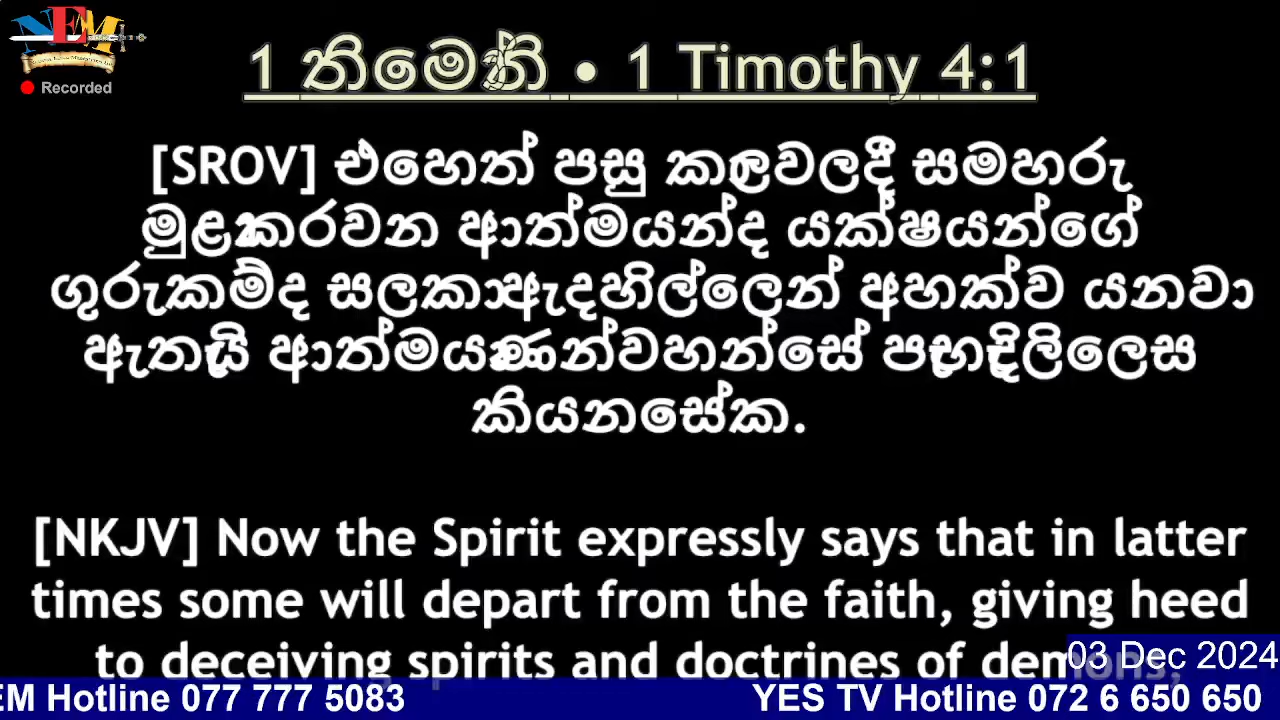 NEM
Recorded
1 තිමෝති • 1 Timothy 4:1
[SROV] එහෙත් පසු කාලවලදී සමහරු
මුළාකරවන ආත්මයන්ද යක්ෂයන්ගේ
ගුරුකම්ද සලකා ඇදහිල්ලෙන් අහක්ව යනවා
ඇතැයි ආත්මයාණන්වහන්සේ පැහැදිලිලෙස
කියනසේක.
[NKJV] Now the Spirit expressly says that in latter
times some will depart from the faith, giving heed
to deceiving spirits and doctrines of demons,
03 Dec 2024
EM Hotline 077 777 5083 YES TV Hotline 072 6 650 650